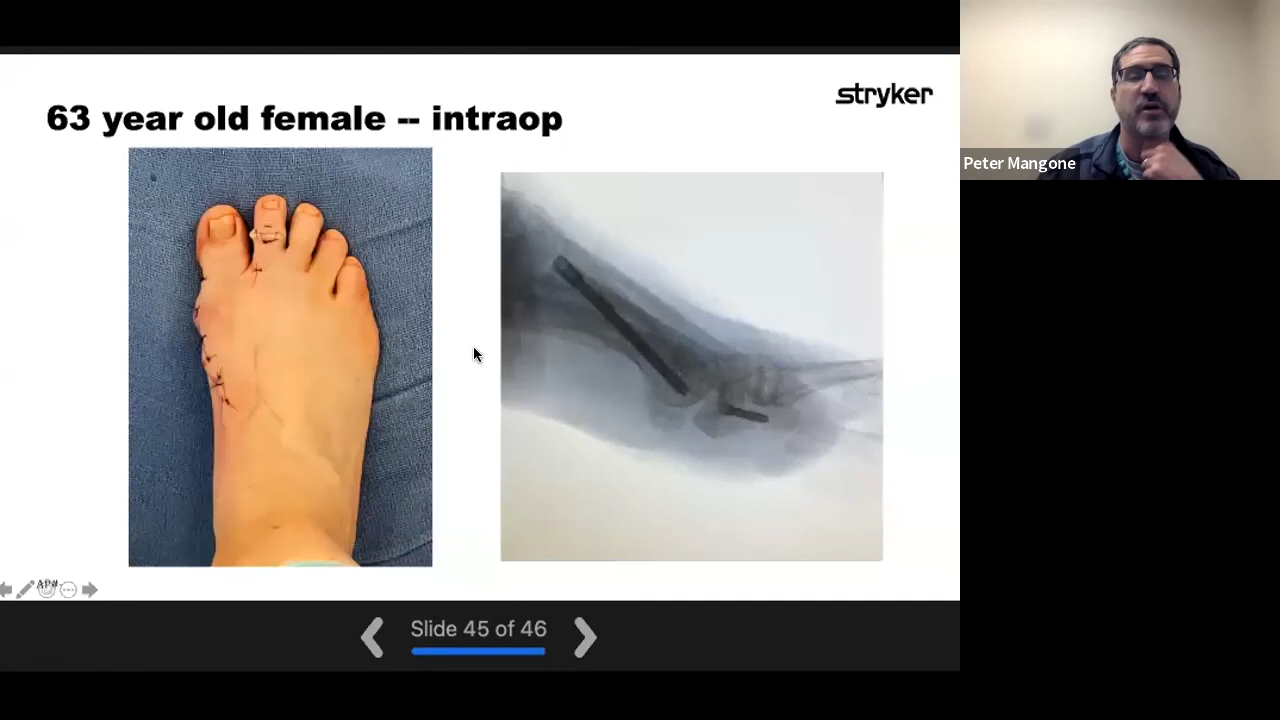 stryker
63 year old female -- intraop
Peter Mangone
Slide 45 of 46